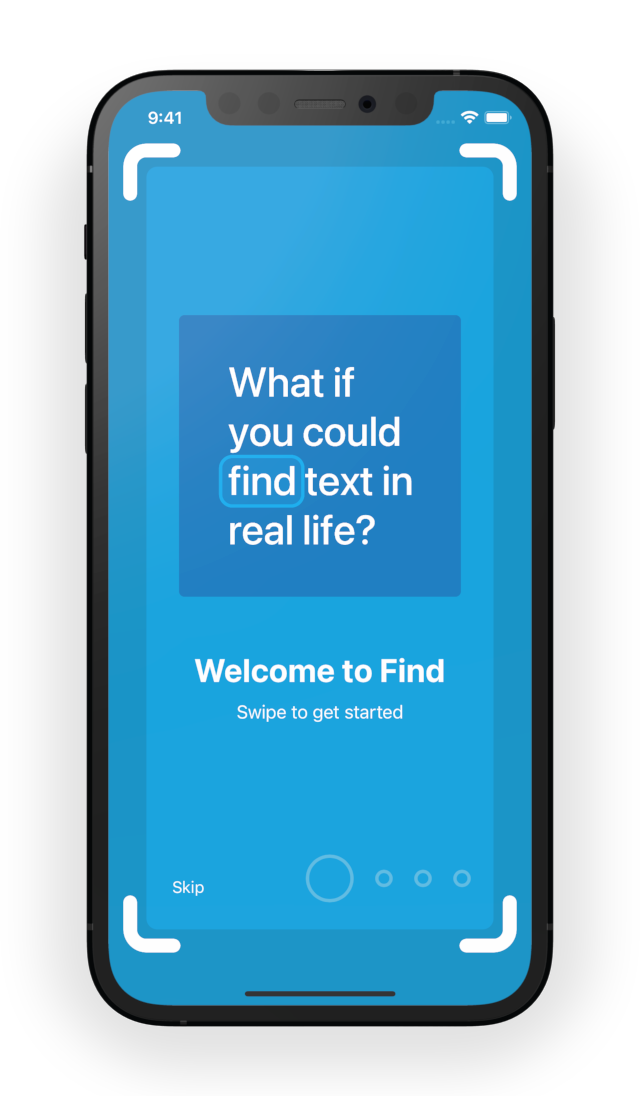 9:41
What if
you could
find text in
real life?
Welcome to Find
Swipe to get started
Skip